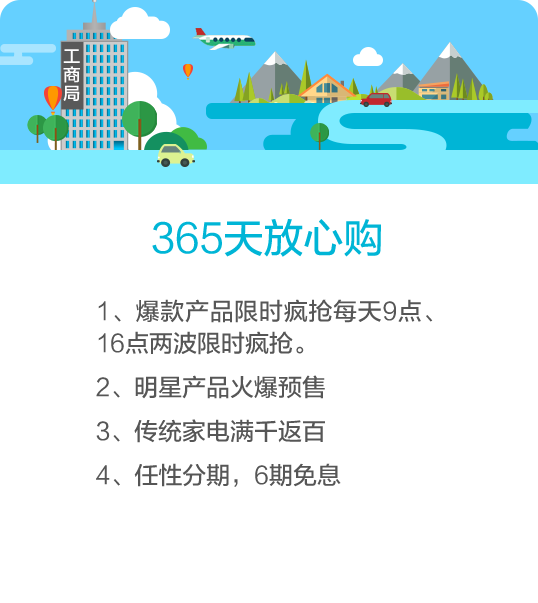 工商局
365天放心购
1、爆款产品限时疯抢每天9点、
16点两波限时疯抢。
2、明星产品火爆预售
3、传统家电满千返百
4、任性分期，6期免息